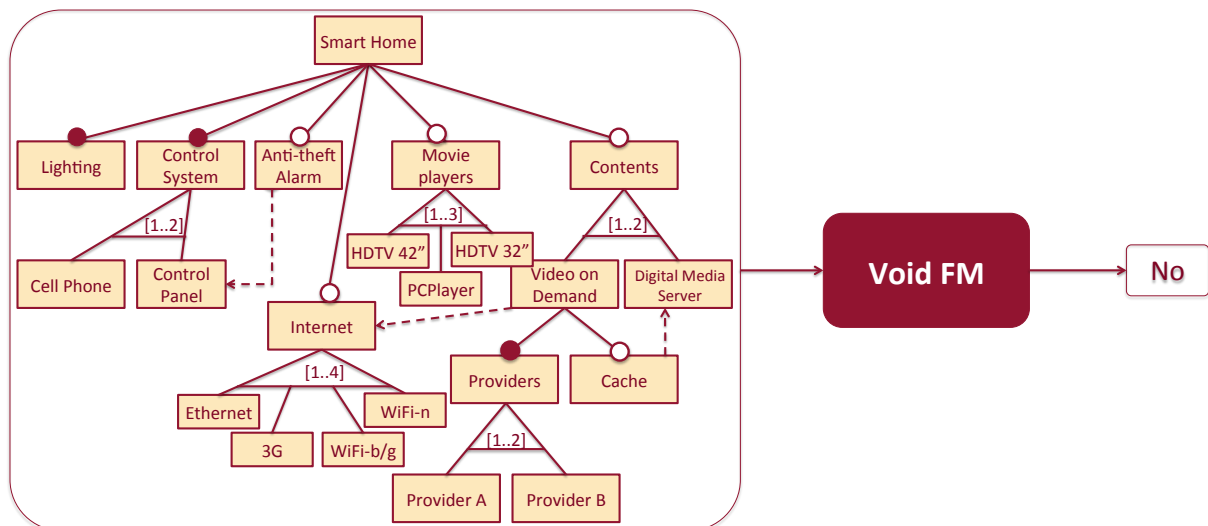 Smart Home
Lighting
Control
System
Anti-theft
Alarm
Movie
players
Contents
[1..2]
[1..3]
[1..2]
HDTV 42”
HDTV 32”
Cell Phone
Control
Panel
PCPlayer
Video on
Demand
Digital Media
Server
Void FM
No
Internet
[1..4]
Providers
Cache
Ethernet
WiFi-n
3G
WiFi-b/g
[1..2]
Provider A
Provider B